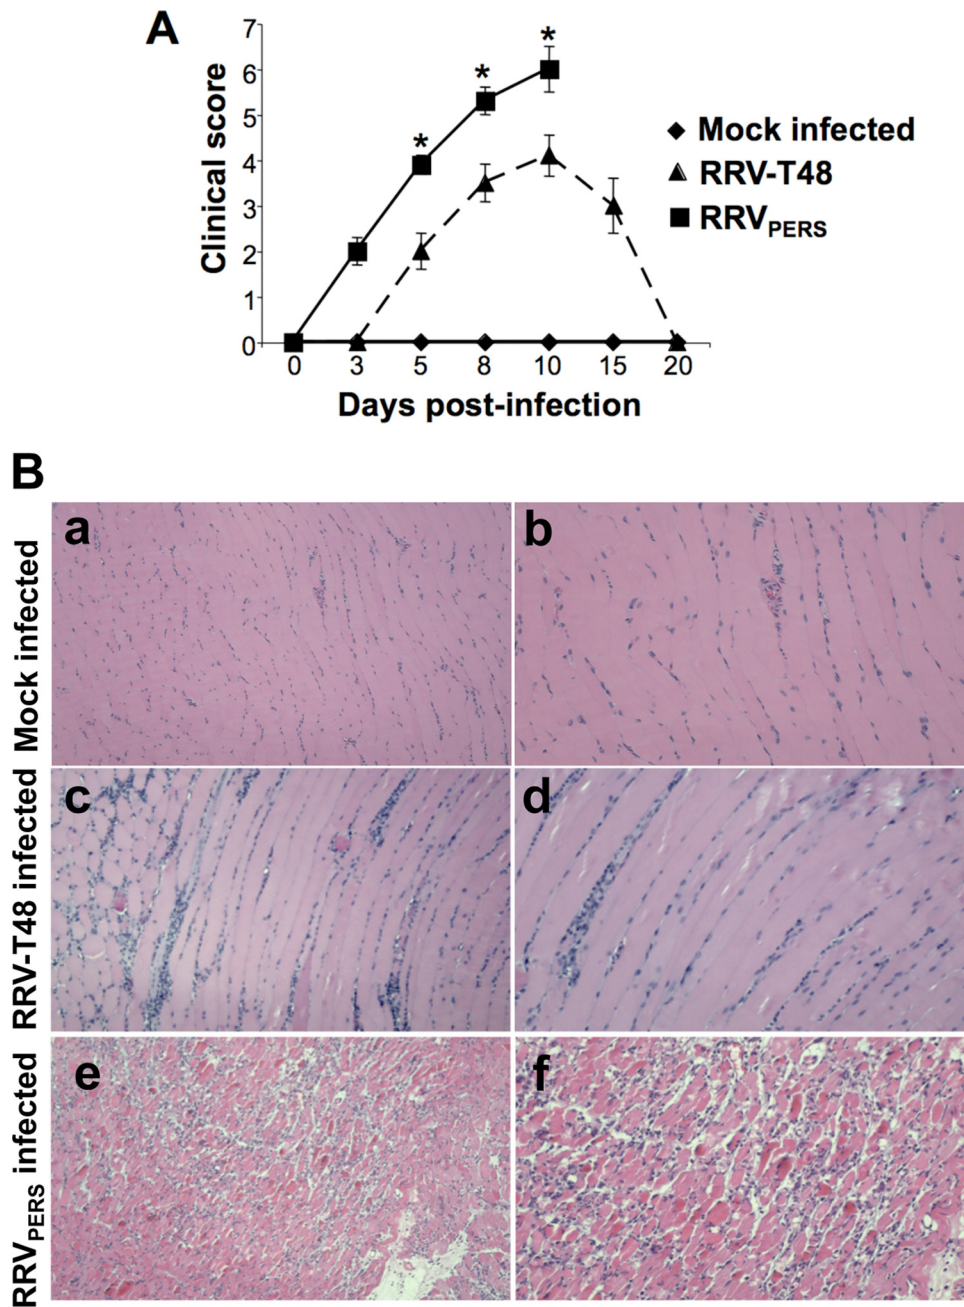 A
7
6
5
4
3
2
1
0
Clinical score
* * *
0 3 5 8 10 15 20
Days post-infection
Mock infected
RRV-T48
RRVPERS
B
Mock infected
a b
RRV-T48 infected
c d
RRVPERS infected
e f